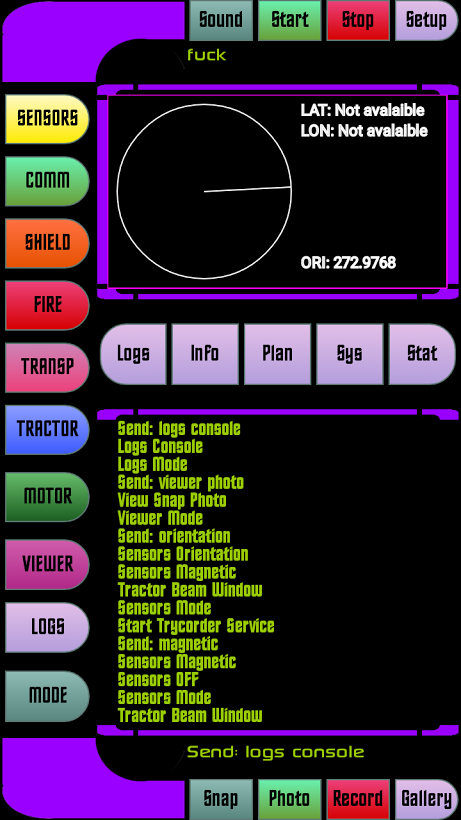 Sound
Start
Stop
Setup
fuck
SENSORS
COMM
SHIELD
FIRE
TRANSP
TRACTOR
MOTOR
VIEWER
LOGS
MODE
LAT: Not avalaible
LON: Not avalaible
ORI: 272.9768
Logs
Info
Plan
Sys
Stat
Send: logs console
Logs Console
Logs Mode
Send: viewer photo
View Snap Photo
Viewer Mode
Send: orientation
Sensors Orientation
Sensors Magnetic
Tractor Beam Window
Sensors Mode
Start Trycorder Service
Send: magnetic
Sensors Magnetic
Sensors OFF
Sensors Mode
Tractor Beam Window
Send: logs console
Snap
Photo
Record
Gallery